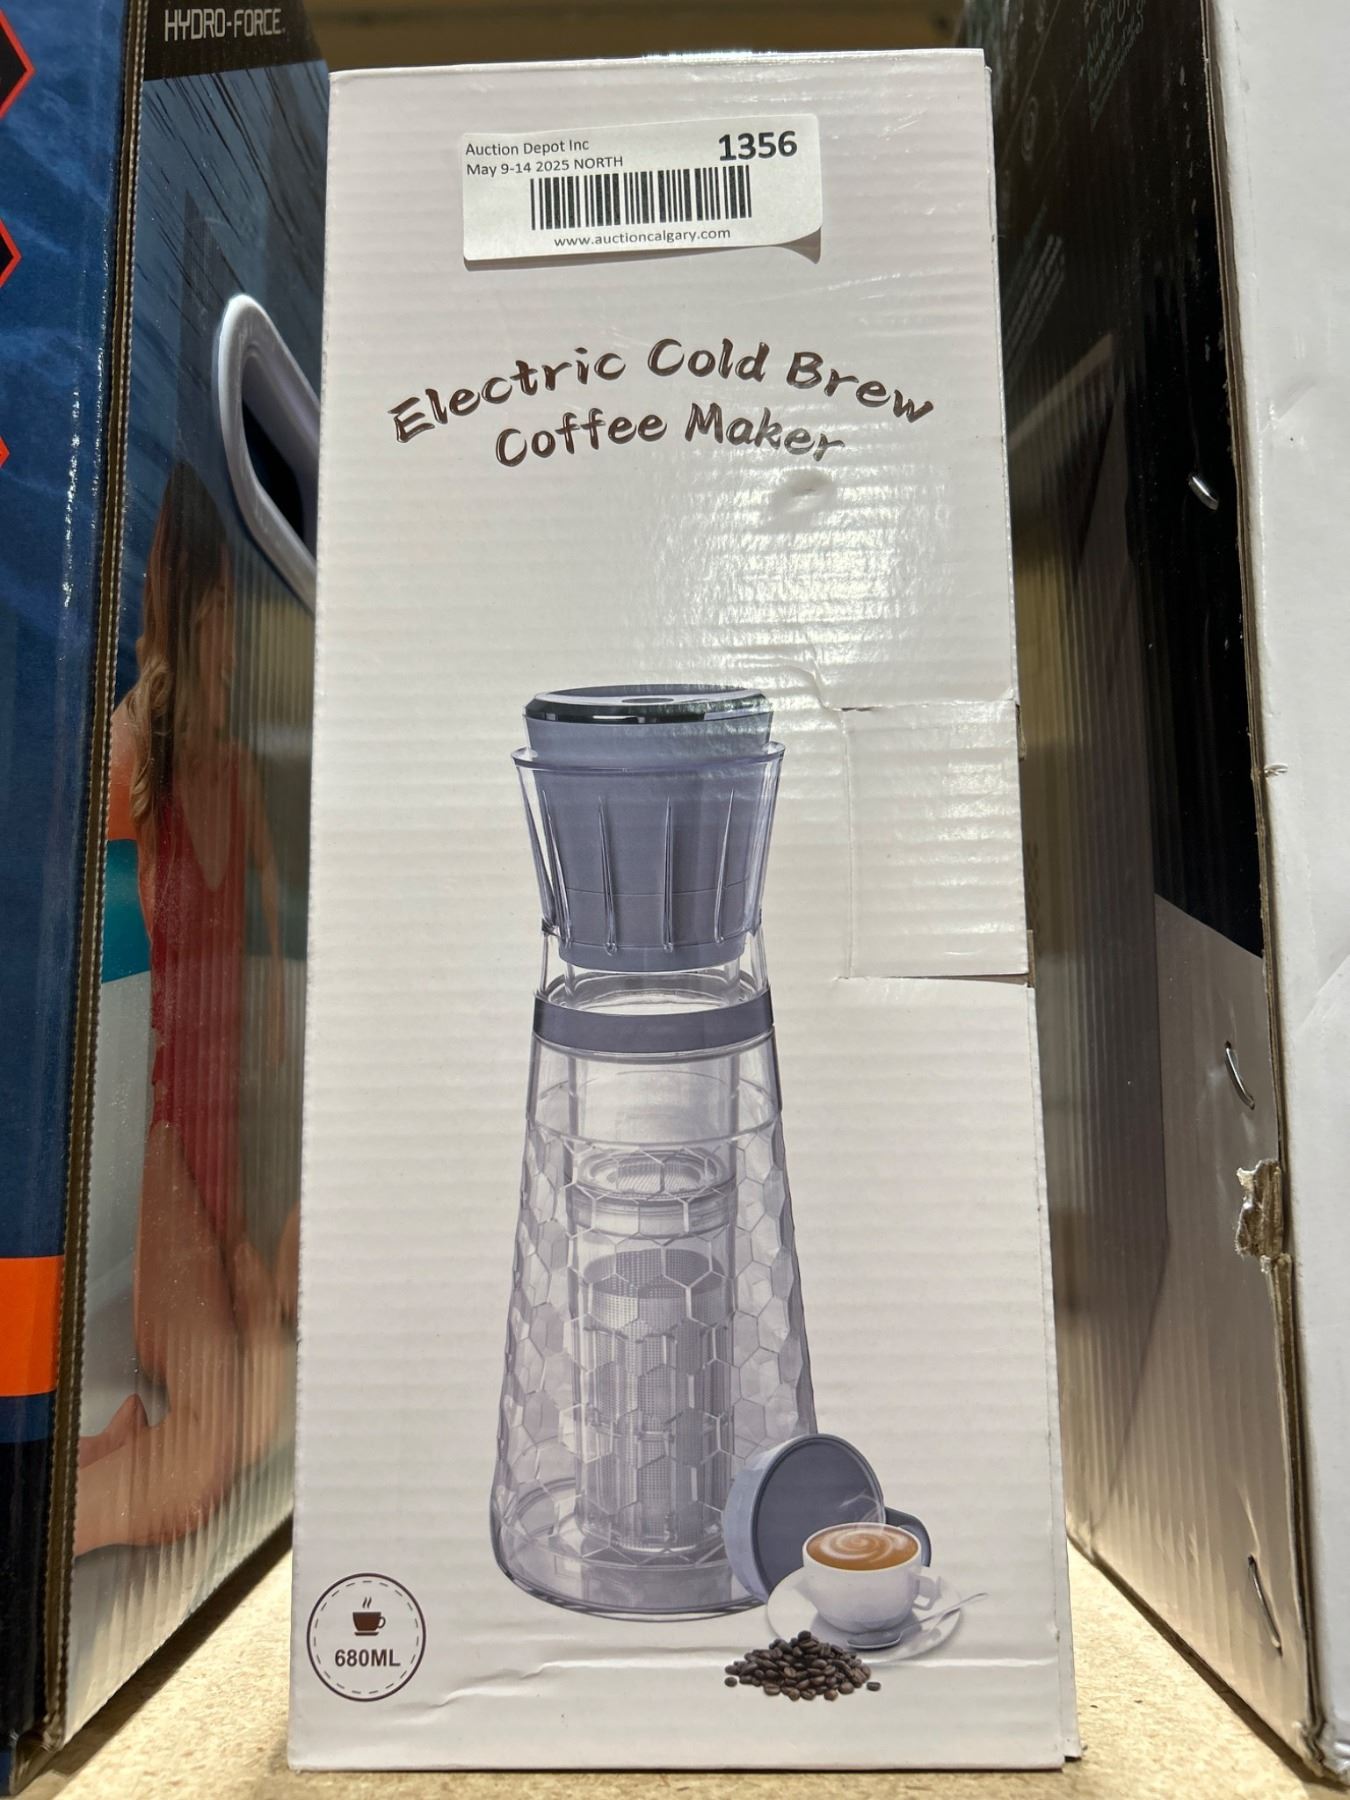 HYDRO-FORCE
Auction Depot Inc
1356
May 9-14 2025 NORTH
www.auctioncalgary.com
Electric Cold Brew
Coffee Maker
680ML